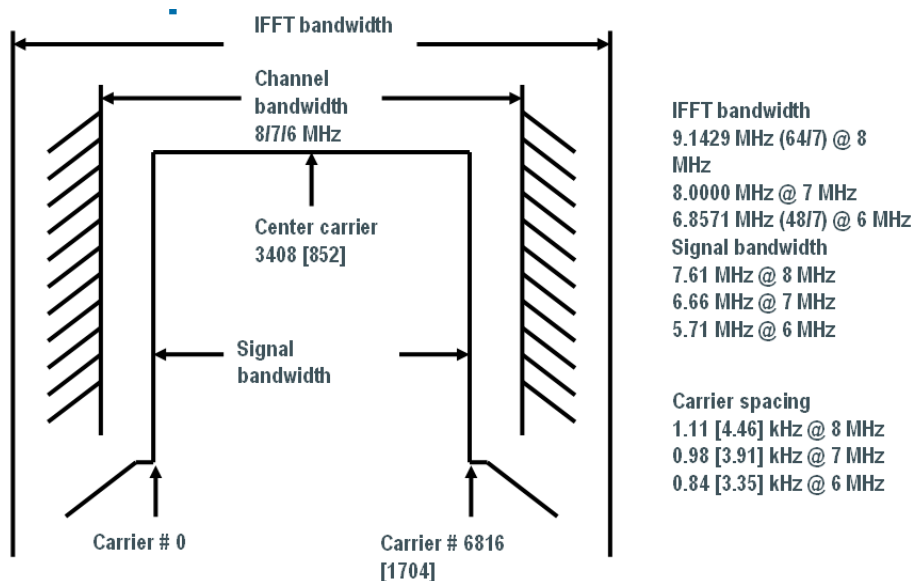 IFFT bandwidth
Channel
bandwidth
8/7/6 MHz
Center carrier
3408 [852]
Signal
bandwidth
Carrier # 0
Carrier # 6816
[1704]
IFFT bandwidth
9.1429 MHz (64/7) @ 8
MHz
8.0000 MHz @ 7 MHz
6.8571 MHz (48/7) @ 6 MHz
Signal bandwidth
7.61 MHz @ 8 MHz
6.66 MHz @ 7 MHz
5.71 MHz @ 6 MHz
Carrier spacing
1.11 [4.46] kHz @ 8 MHz
0.98 [3.91] kHz @ 7 MHz
0.84 [3.35] kHz @ 6 MHz